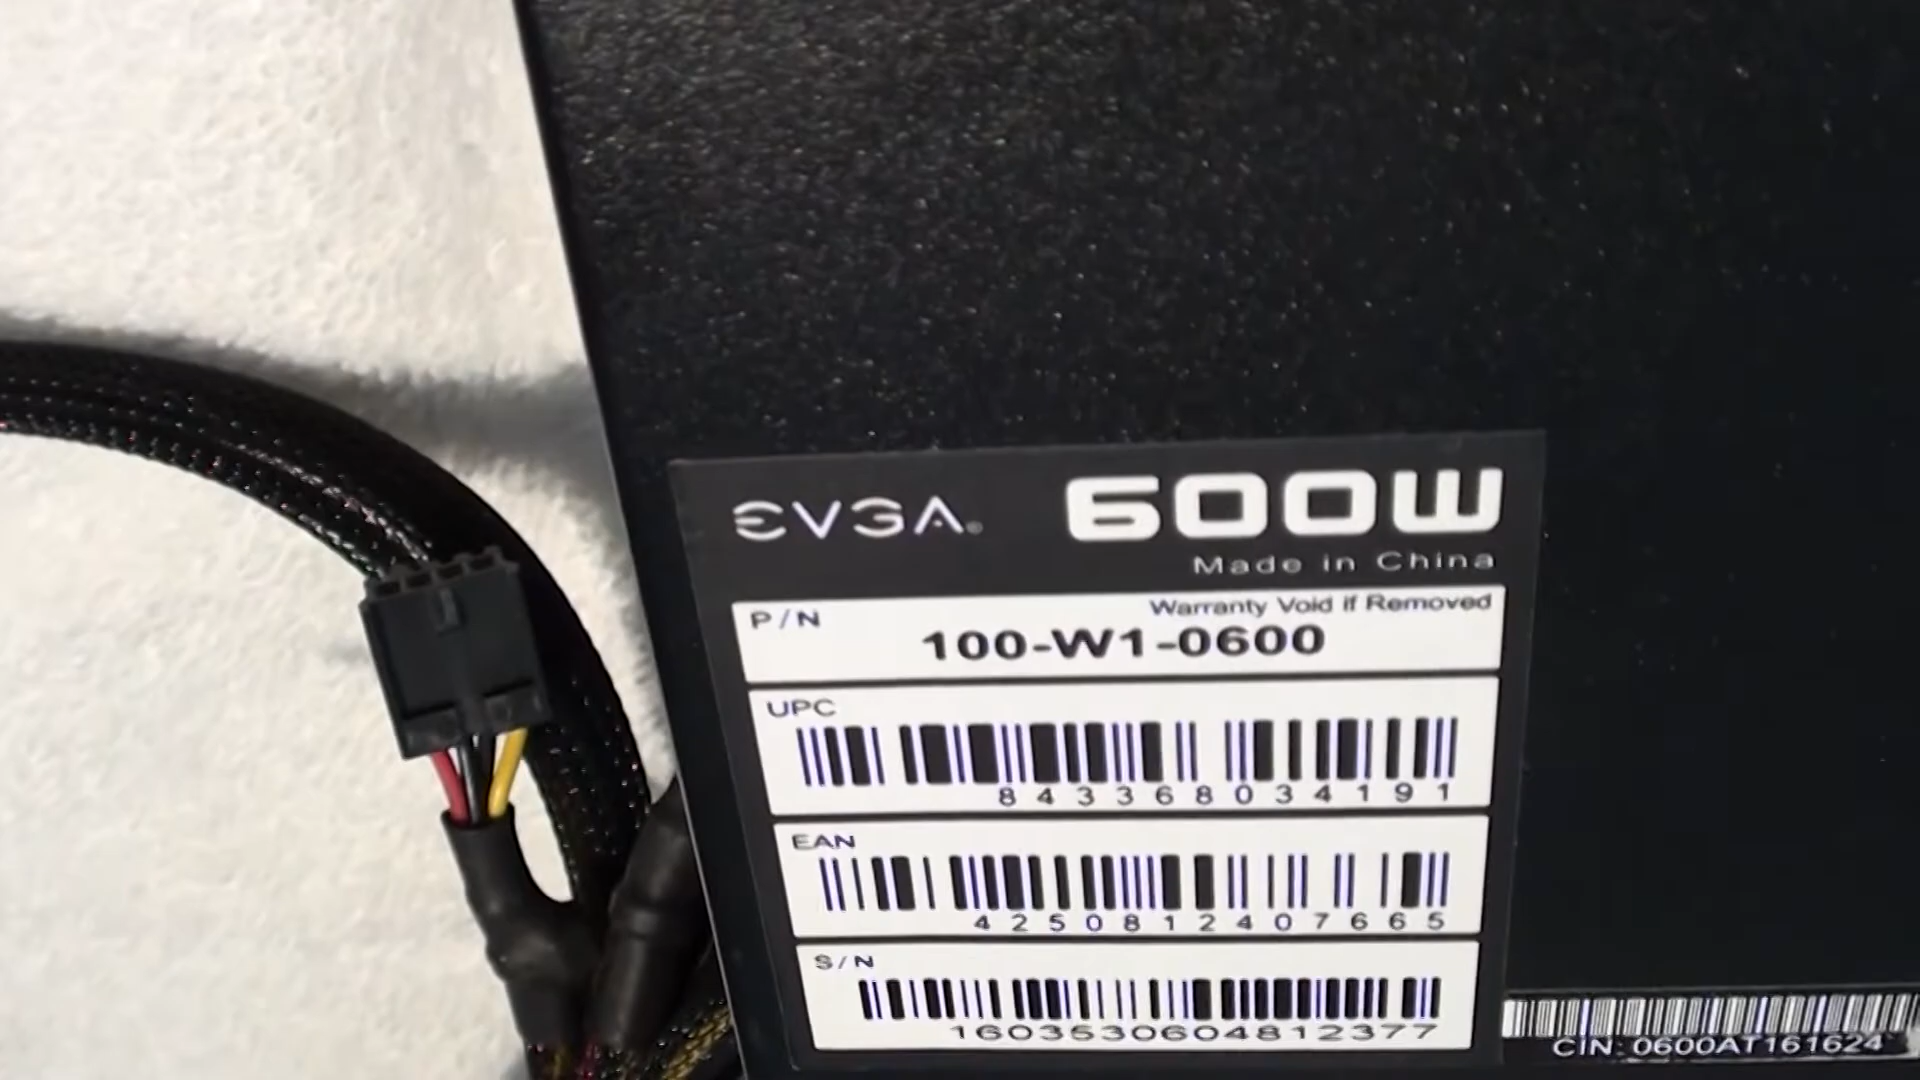 EVGA® 600W
Made in China
P/N Warranty Void if Removed
100-W1-0600
UPC
843368034191
EAN
4250812407665
S/N
1603530604812377
CIN: 0600AT161624